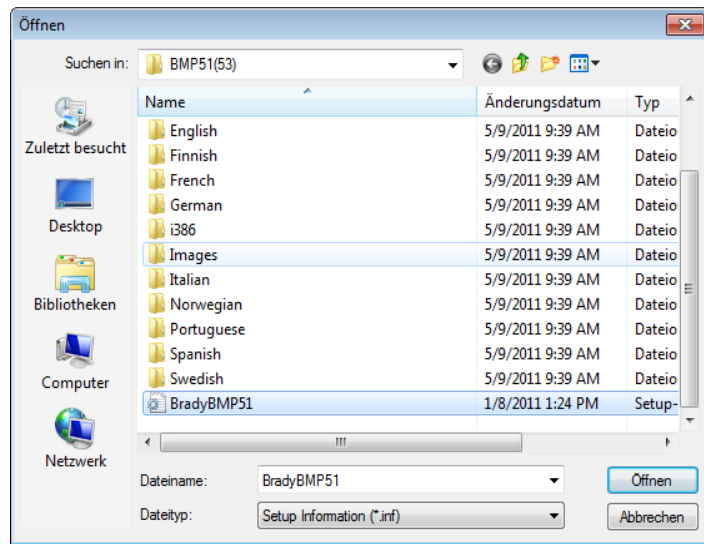 Öffnen
Suchen in: BMP51(53)
Name Änderungsdatum Typ
English 5/9/2011 9:39 AM Dateio
Finnish 5/9/2011 9:39 AM Dateio
French 5/9/2011 9:39 AM Dateio
German 5/9/2011 9:39 AM Dateio
i386 5/9/2011 9:39 AM Dateio
Images 5/9/2011 9:39 AM Dateio
Italian 5/9/2011 9:39 AM Dateio
Norwegian 5/9/2011 9:39 AM Dateio
Portuguese 5/9/2011 9:39 AM Dateio
Spanish 5/9/2011 9:39 AM Dateio
Swedish 5/9/2011 9:39 AM Dateio
BradyBMP51 1/8/2011 1:24 PM Setup-
Zuletzt besucht
Desktop
Bibliotheken
Computer
Netzwerk
Dateiname: BradyBMP51 Öffnen
Dateityp: Setup Information (*.inf) Abbrechen